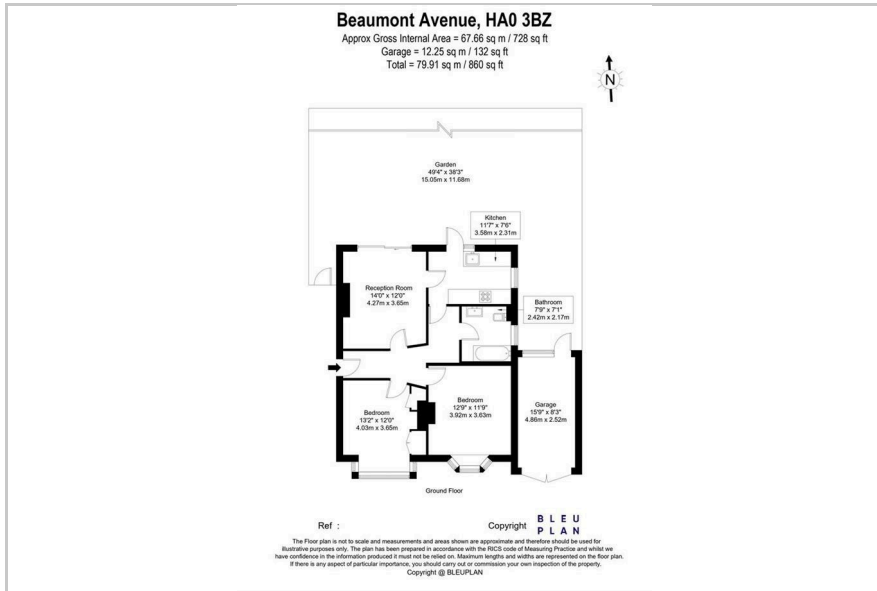 Beaumont Avenue, HA0 3BZ
Approx Gross Internal Area = 67.66 sq m / 728 sq ft
Garage = 12.25 sq m / 132 sq ft
Total = 79.91 sq m / 860 sq ft
N
Garden
49'4" x 38'3"
15.05m x 11.68m
Kitchen
11'7" x 7'6"
3.58m x 2.31m
Reception Room
14'0" x 12'0"
4.27m x 3.65m
Bathroom
7'9" x 7'1"
2.42m x 2.17m
Bedroom
13'2" x 12'0"
4.03m x 3.65m
Bedroom
12'9" x 11'9"
3.92m x 3.63m
Garage
15'9" x 8'3"
4.86m x 2.52m
Ground Floor
Ref :
Copyright
BLEU
PLAN
The Floor plan is not to scale and measurements and areas shown are approximate and therefore should be used for
illustrative purposes only. The plan has been prepared in accordance with the RICS code of Measuring Practice and whilst we
have confidence in the information produced it must not be relied on. Maximum lengths and widths are represented on the floor plan.
If there is any aspect of particular importance, you should carry out or commission your own inspection of the property.
Copyright @ BLEUPLAN